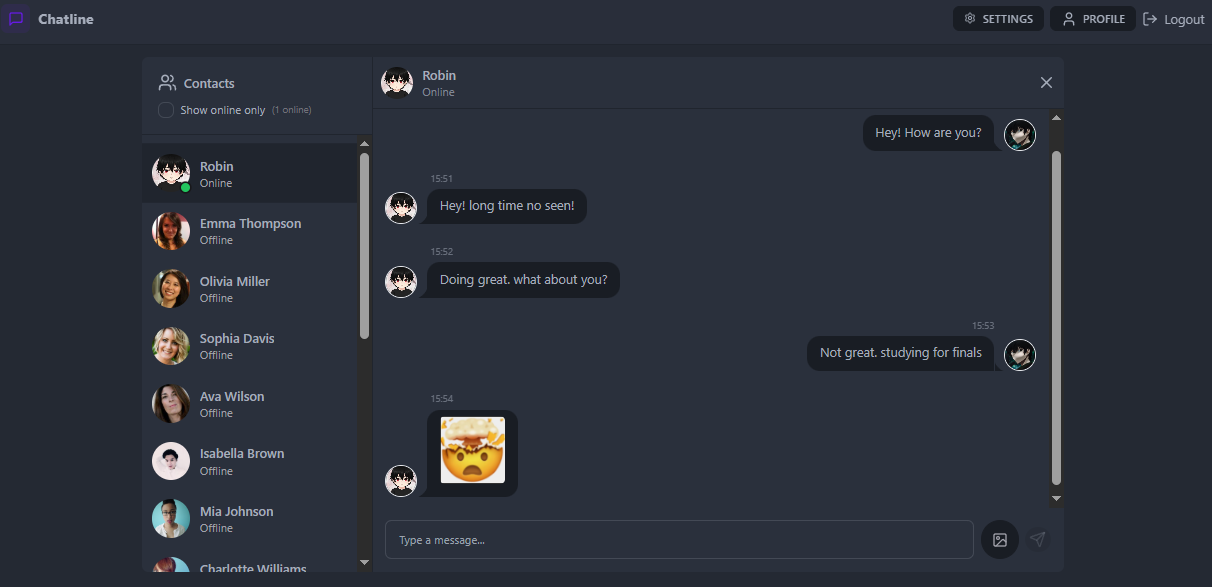 Chatline
SETTINGS
PROFILE
Logout
Contacts
Show online only (1 online)
Robin
Online
Emma Thompson
Offline
Olivia Miller
Offline
Sophia Davis
Offline
Ava Wilson
Offline
Isabella Brown
Offline
Mia Johnson
Offline
Charlotte Williams
Robin
Online
Hey! How are you?
15:51
Hey! long time no seen!
15:52
Doing great. what about you?
15:53
Not great. studying for finals
15:54
Type a message...